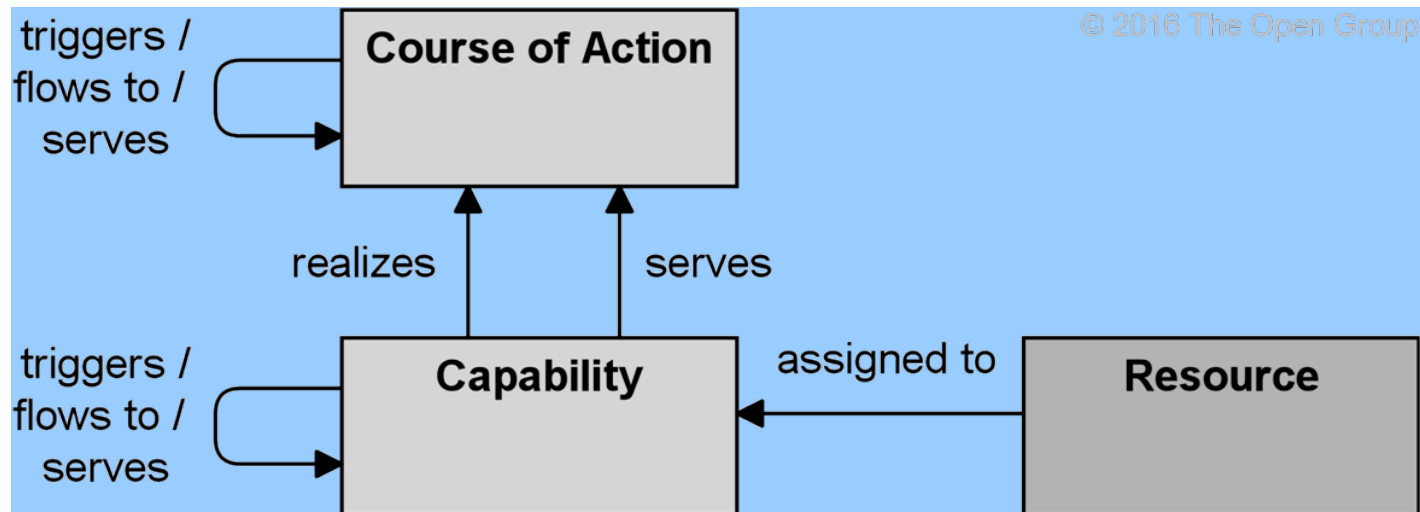 triggers /
flows to /
serves
Course of Action
© 2016 The Open Group
realizes
serves
triggers /
flows to /
serves
Capability
assigned to
Resource